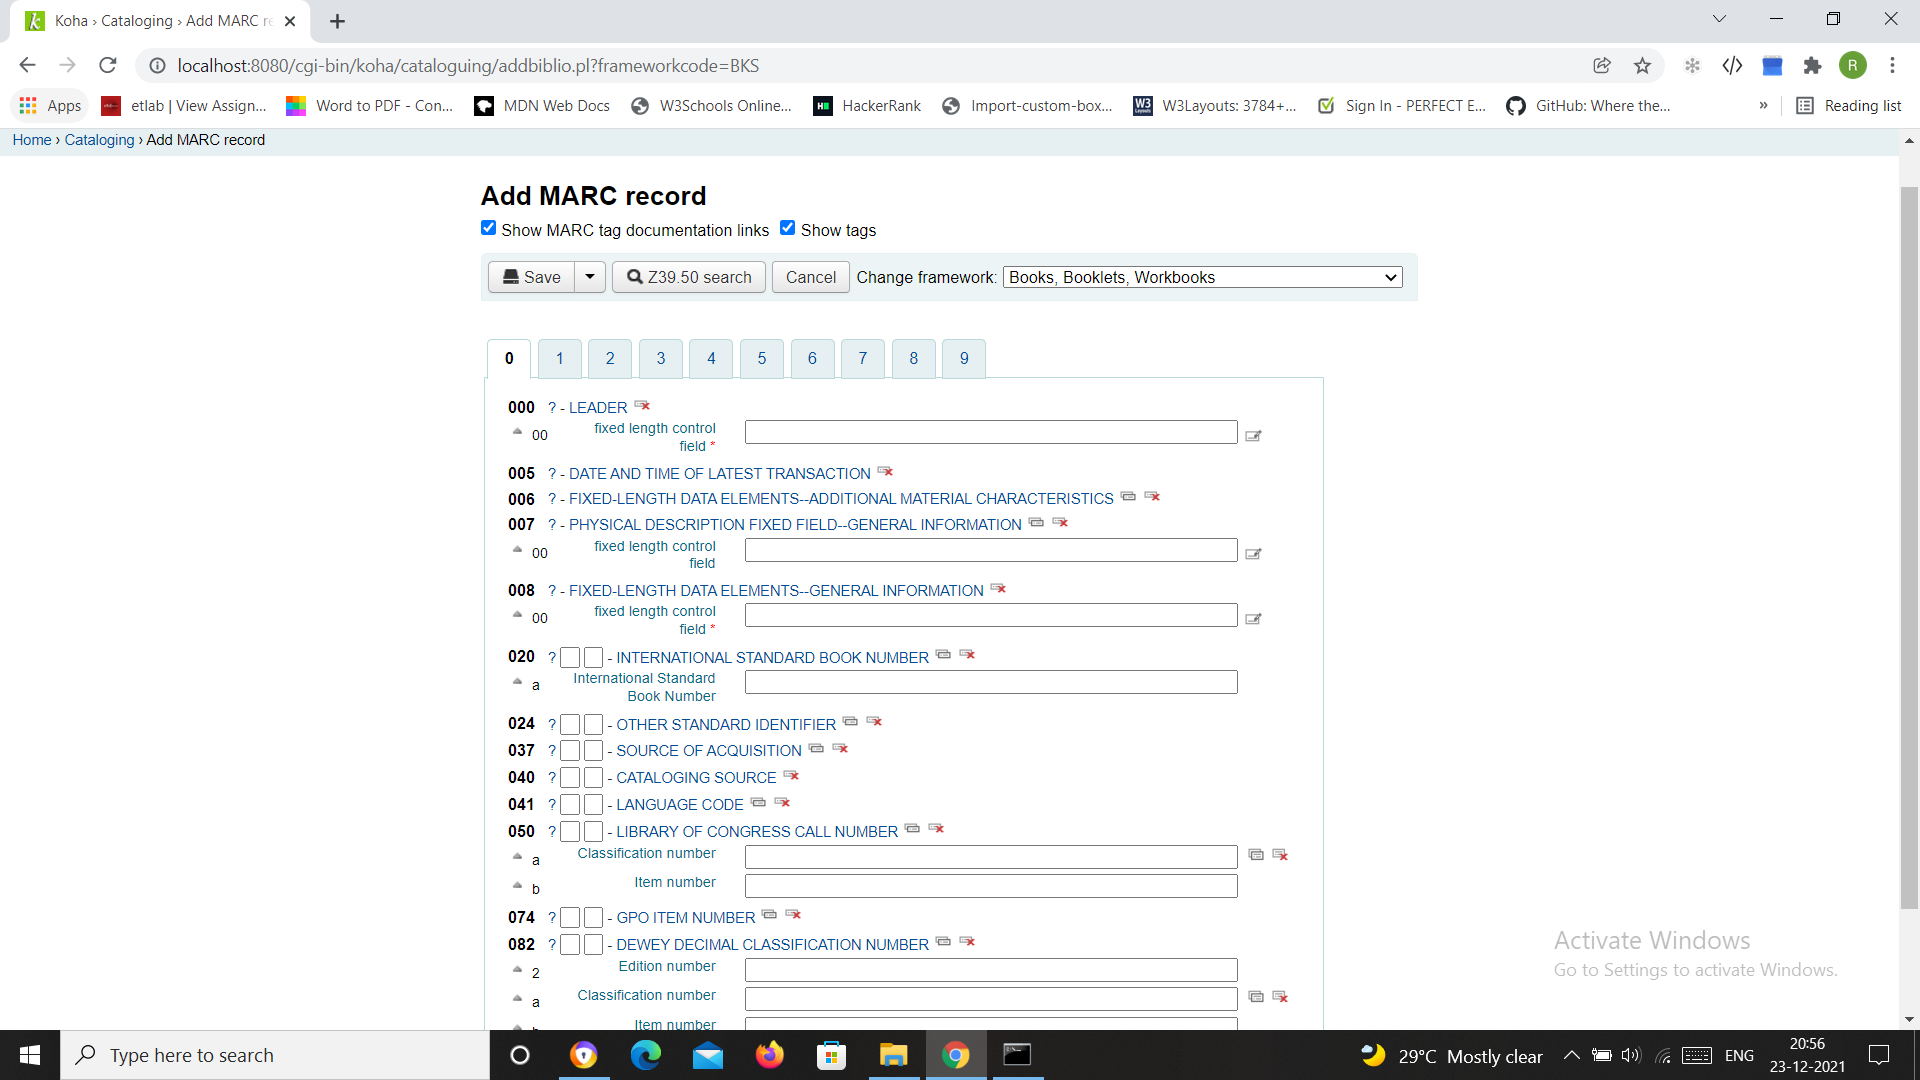 Koha › Cataloging › Add MARC re
localhost:8080/cgi-bin/koha/cataloguing/addbiblio.pl?frameworkcode=BKS
R
Apps
etlab | View Assign...
Word to PDF - Con...
MDN Web Docs
W3Schools Online...
HackerRank
Import-custom-box...
W3Layouts: 3784+...
Sign In - PERFECT E...
GitHub: Where the...
»
Reading list
Home › Cataloging › Add MARC record
Add MARC record
Show MARC tag documentation links Show tags
Save
Z39.50 search
Cancel
Change framework:
Books, Booklets, Workbooks
0 1 2 3 4 5 6 7 8 9
000 ? - LEADER
00 fixed length control
field *
005 ? - DATE AND TIME OF LATEST TRANSACTION
006 ? - FIXED-LENGTH DATA ELEMENTS--ADDITIONAL MATERIAL CHARACTERISTICS
007 ? - PHYSICAL DESCRIPTION FIXED FIELD--GENERAL INFORMATION
00 fixed length control
field
008 ? - FIXED-LENGTH DATA ELEMENTS--GENERAL INFORMATION
00 fixed length control
field *
020 ? - INTERNATIONAL STANDARD BOOK NUMBER
a International Standard
Book Number
024 ? - OTHER STANDARD IDENTIFIER
037 ? - SOURCE OF ACQUISITION
040 ? - CATALOGING SOURCE
041 ? - LANGUAGE CODE
050 ? - LIBRARY OF CONGRESS CALL NUMBER
a Classification number
b Item number
074 ? - GPO ITEM NUMBER
082 ? - DEWEY DECIMAL CLASSIFICATION NUMBER
2 Edition number
a Classification number
b Item number
Activate Windows
Go to Settings to activate Windows.
Type here to search
29°C Mostly clear
ENG
20:56
23-12-2021